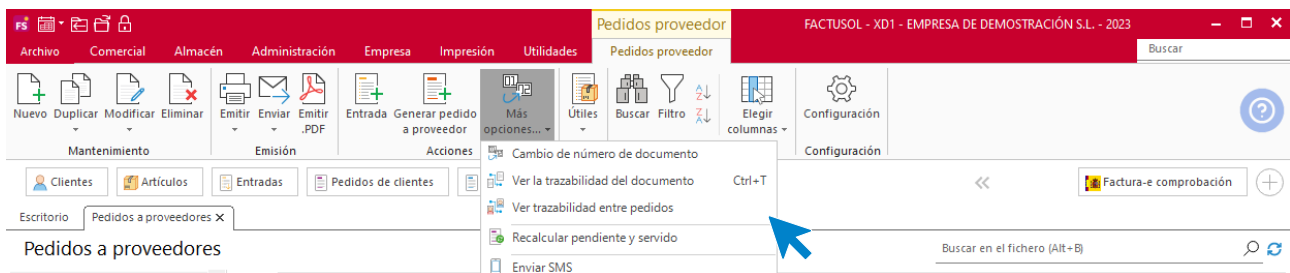 FS
Pedidos proveedor
FACTUSOL - XD1 - EMPRESA DE DEMOSTRACIÓN S.L. - 2023
Archivo Comercial Almacén Administración Empresa Impresión Utilidades Pedidos proveedor Buscar
Nuevo Duplicar Modificar Eliminar Emitir Enviar Emitir .PDF Entrada Generar pedido a proveedor Más opciones... Útiles Buscar Filtro Elegir columnas Configuración
Mantenimiento Emisión Acciones Configuración
Cambio de número de documento
Clientes Artículos Entradas Pedidos de clientes Ver la trazabilidad del documento Ctrl+T Factura-e comprobación
Ver trazabilidad entre pedidos
Escritorio Pedidos a proveedores
Recalcular pendiente y servido
Pedidos a proveedores Buscar en el fichero (Alt+B)
Enviar SMS